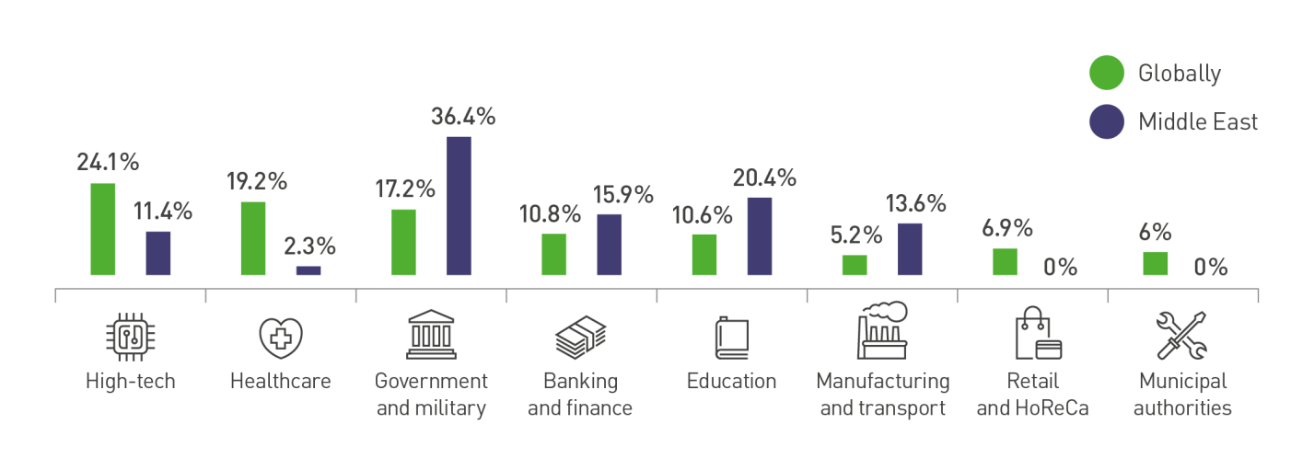 Globally
Middle East
24.1%
11.4%
19.2%
2.3%
17.2%
36.4%
10.8%
15.9%
10.6%
20.4%
5.2%
13.6%
6.9%
0%
6%
0%
High-tech
Healthcare
Government
and military
Banking
and finance
Education
Manufacturing
and transport
Retail
and HoReCa
Municipal
authorities